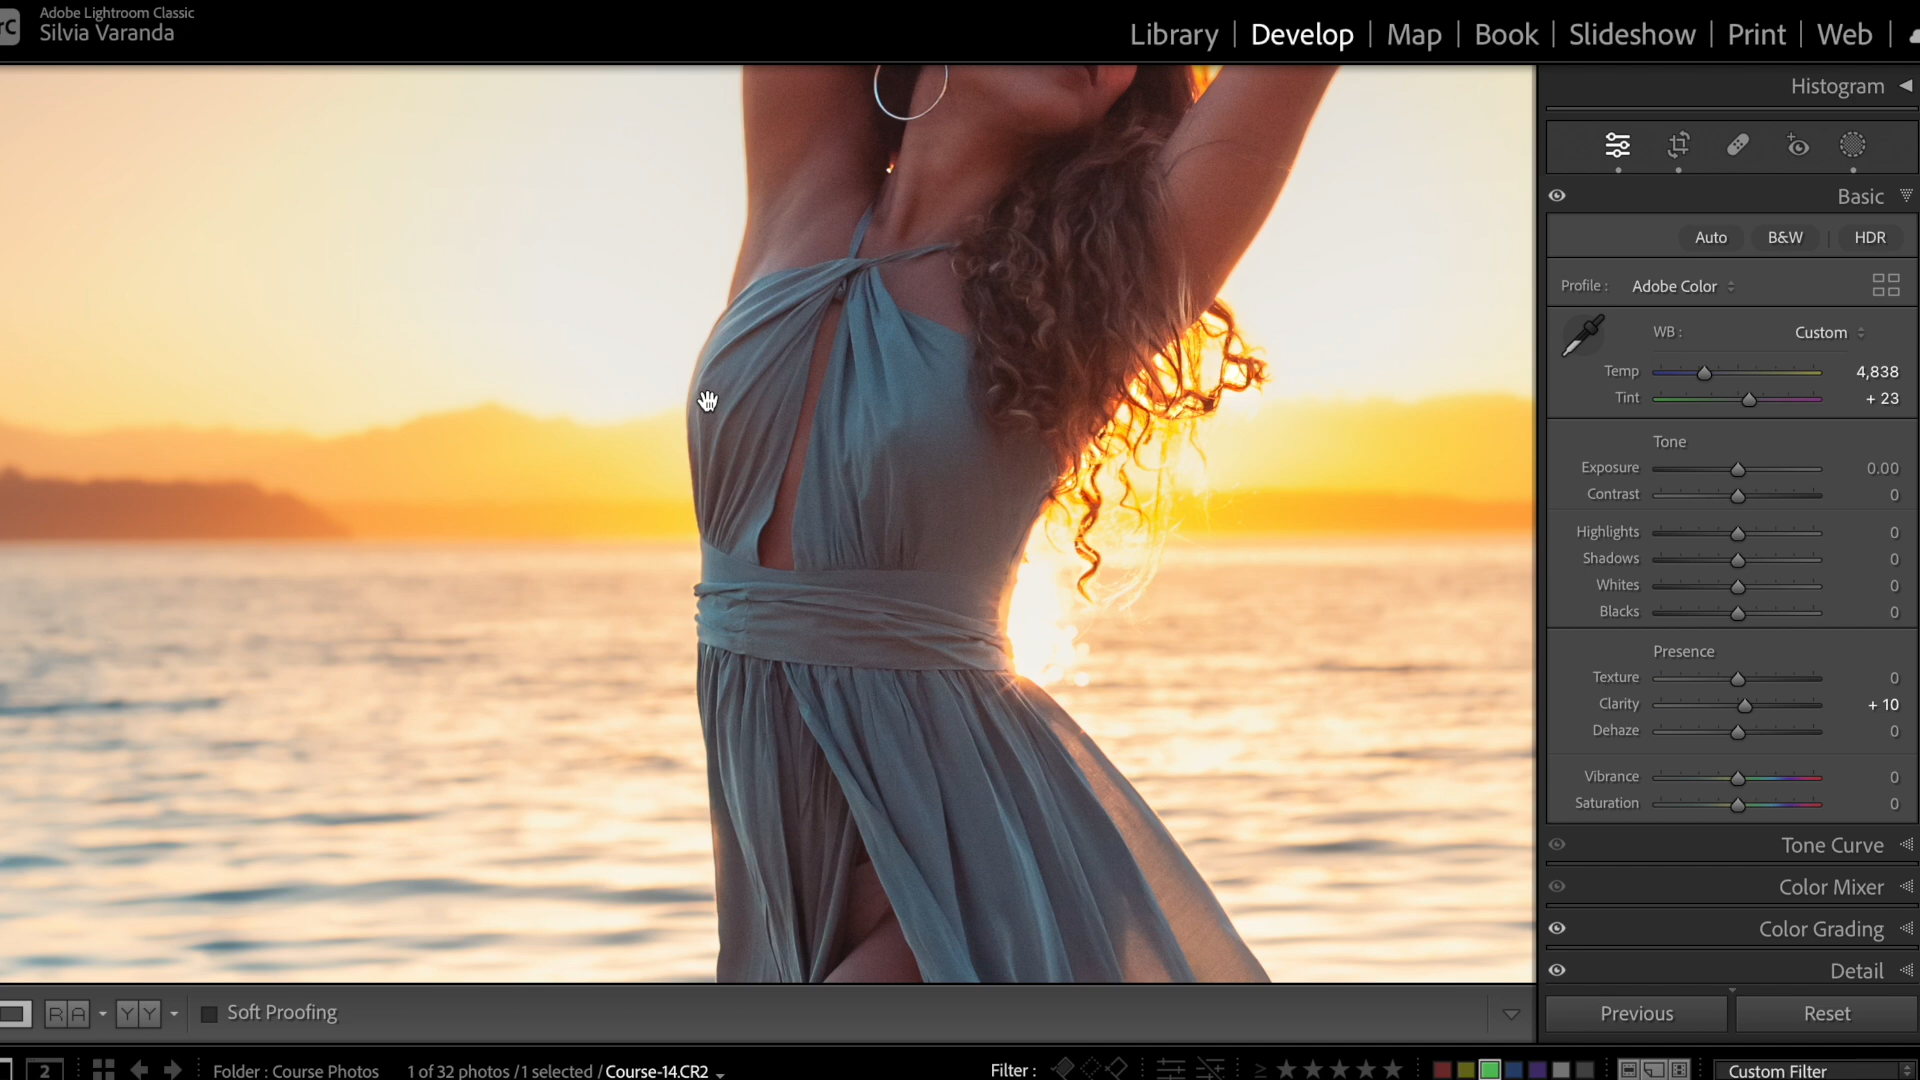 rC
Adobe Lightroom Classic
Silvia Varanda
Library | Develop | Map | Book | Slideshow | Print | Web |
Histogram
Basic
Auto B&W | HDR
Profile : Adobe Color
WB : Custom
Temp 4,838
Tint + 23
Tone
Exposure 0.00
Contrast 0
Highlights 0
Shadows 0
Whites 0
Blacks 0
Presence
Texture 0
Clarity + 10
Dehaze 0
Vibrance 0
Saturation 0
Tone Curve
Color Mixer
Color Grading
Detail
R A Y Y Soft Proofing
Previous Reset
2 Folder : Course Photos 1 of 32 photos /1 selected / Course-14.CR2 Filter : ≥ Custom Filter